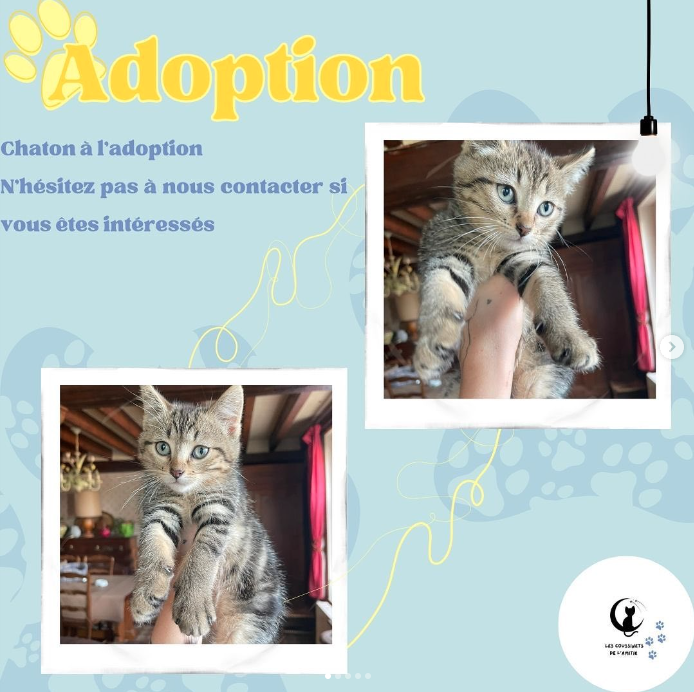 Adoption
Chaton à l'adoption
N'hésitez pas à nous contacter si
vous êtes intéressés
LES COUSSINETS
DE L'AMITIÉ